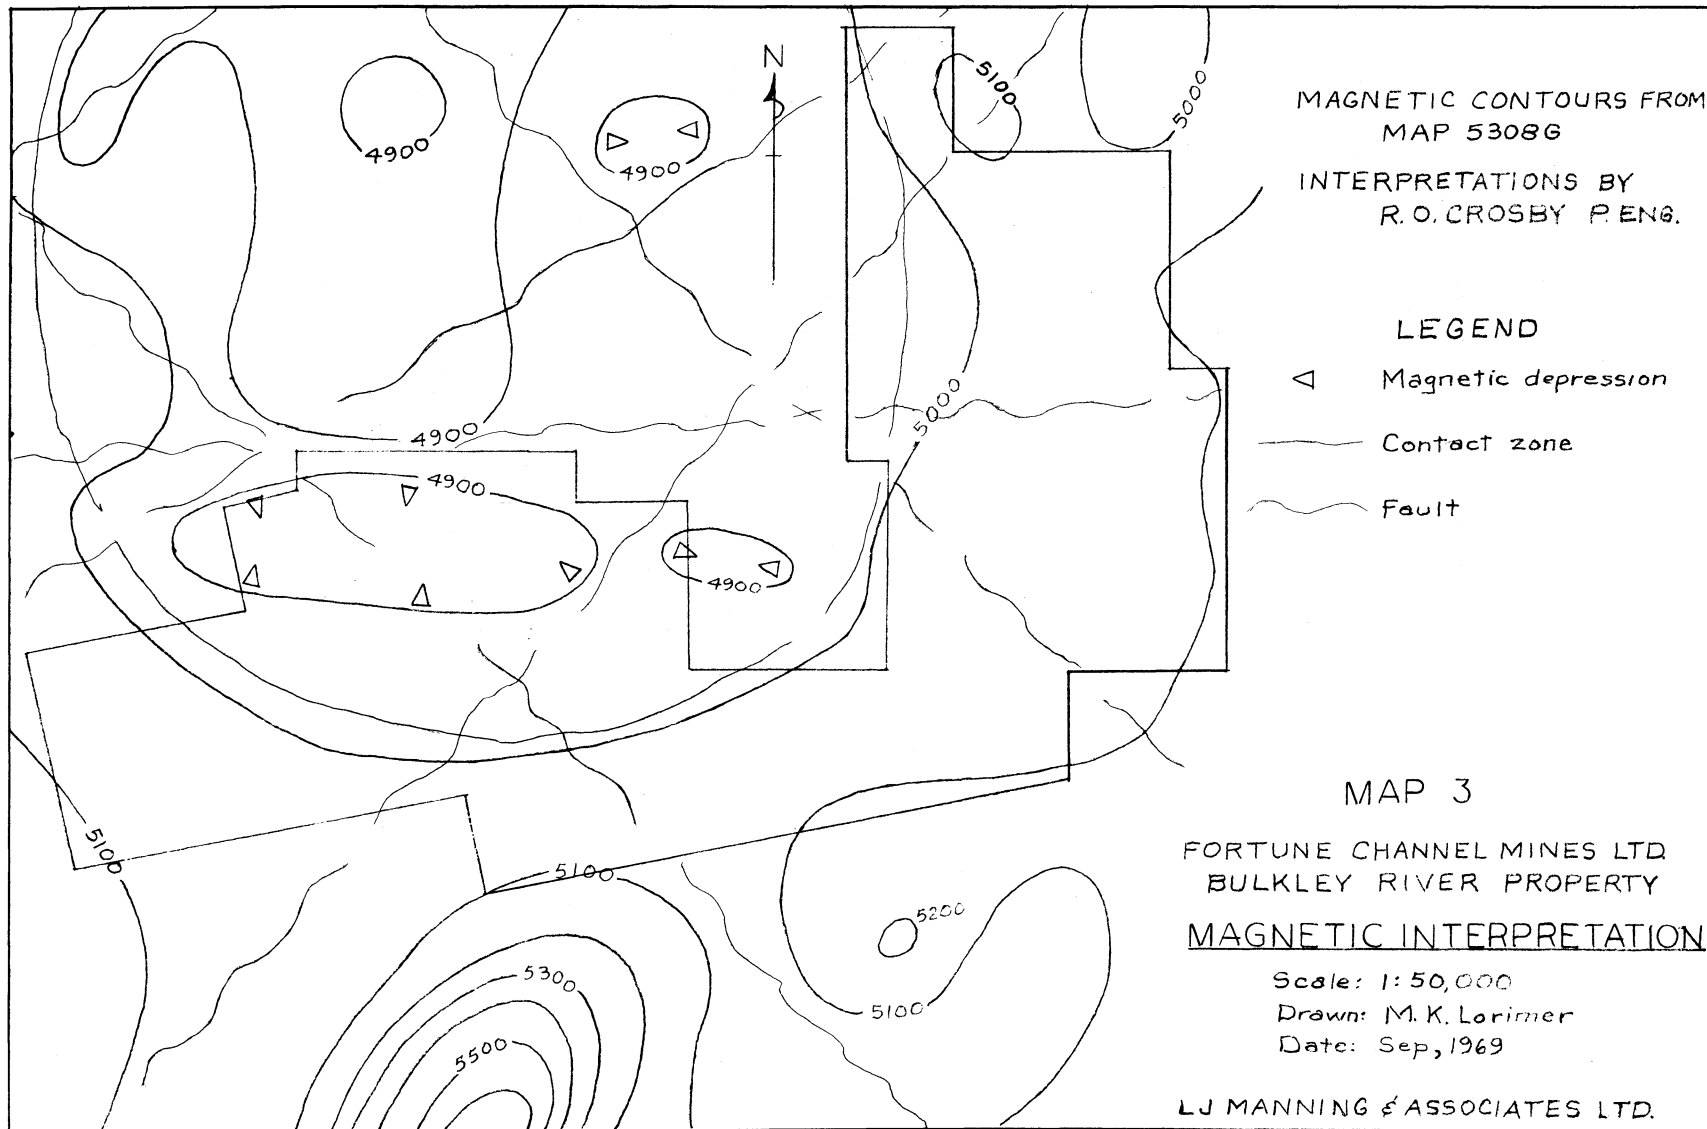 N
5100
5000
4900
4900
5000
4900
4900
4900
5100
5100
5200
5300
5100
5500
MAGNETIC CONTOURS FROM
MAP 5308G
INTERPRETATIONS BY
R.O. CROSBY P.ENG.
LEGEND
Magnetic depression
Contact zone
Fault
MAP 3
FORTUNE CHANNEL MINES LTD.
BULKLEY RIVER PROPERTY
MAGNETIC INTERPRETATION
Scale: 1:50,000
Drawn: M.K. Lorimer
Date: Sep, 1969
LJ MANNING & ASSOCIATES LTD.